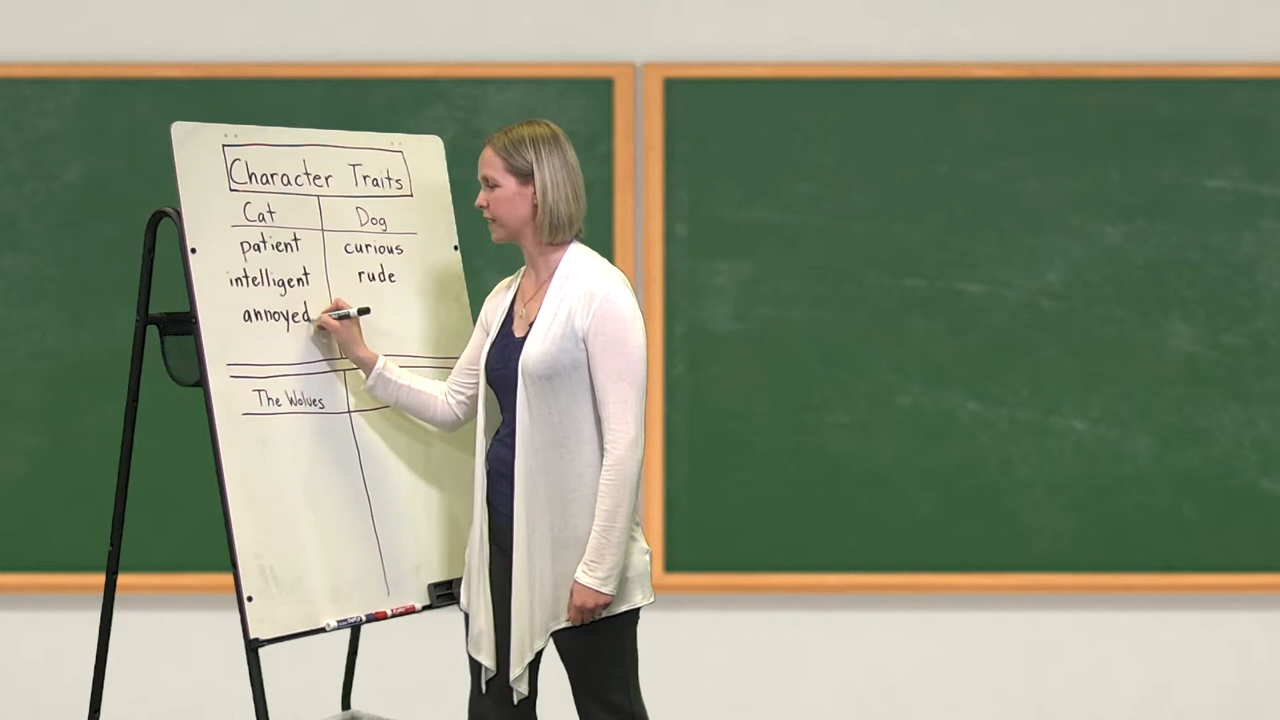 Character Traits
Cat Dog
patient curious
intelligent rude
annoyed
The Wolves